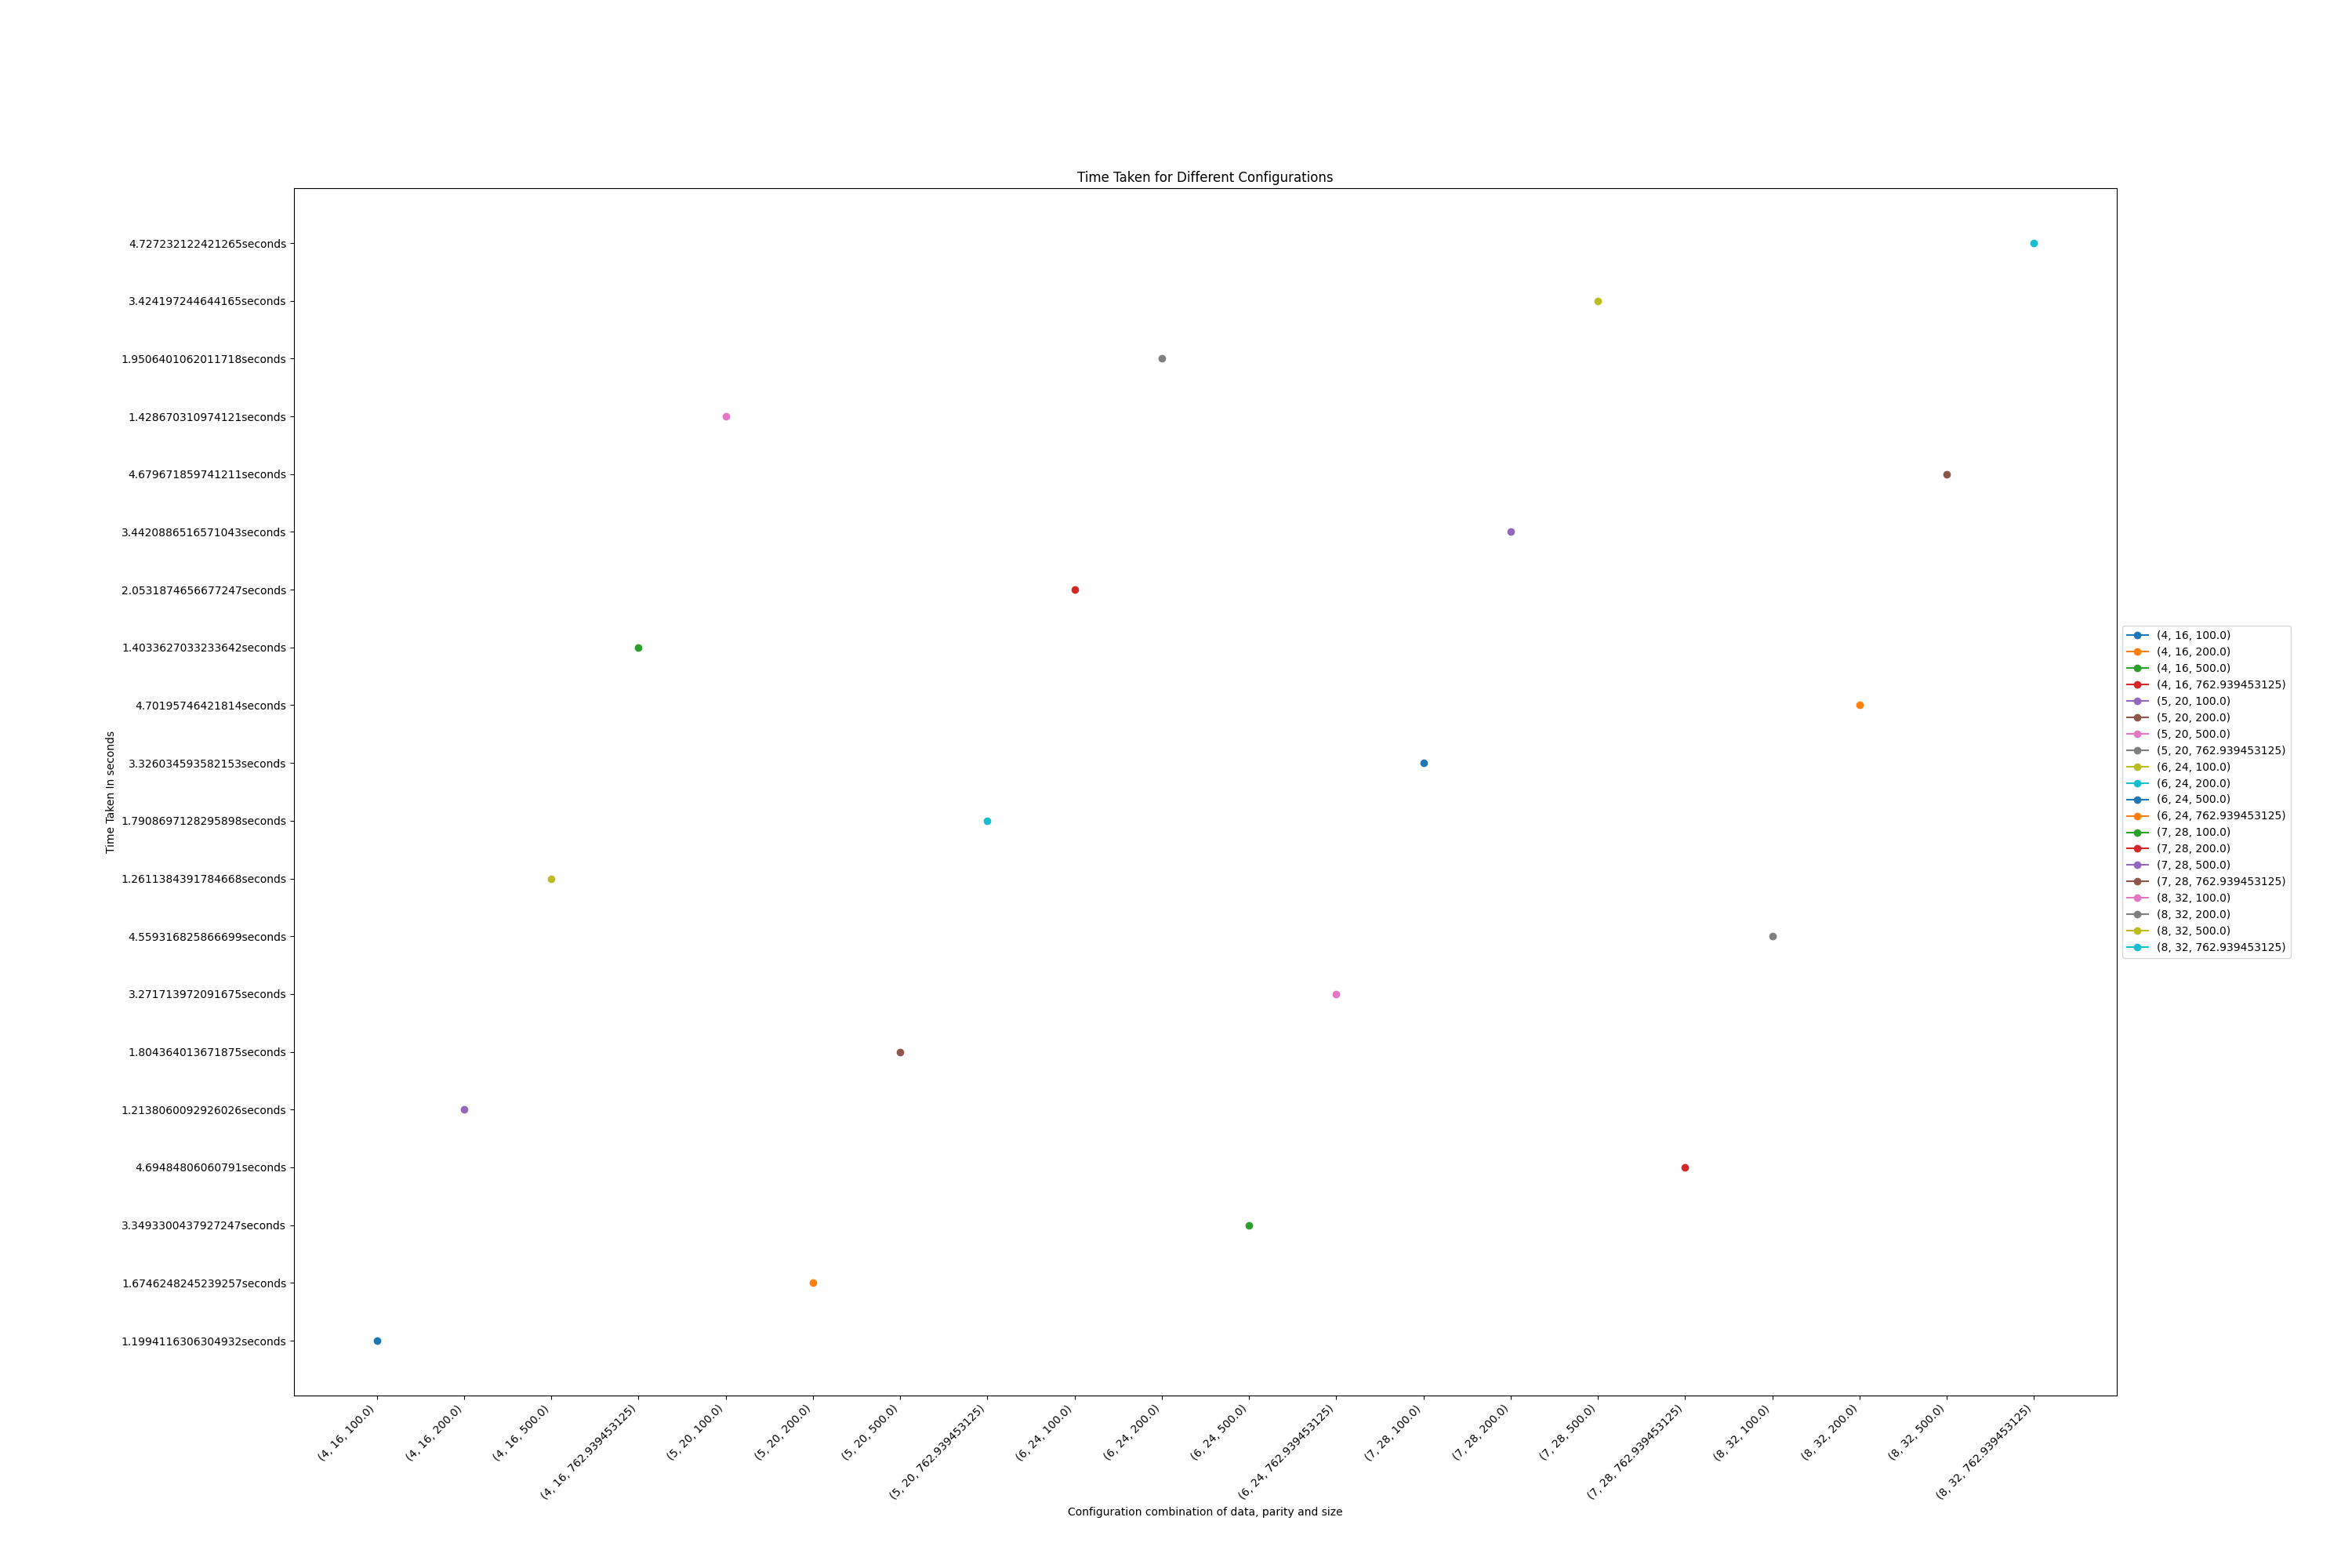 Time Taken for Different Configurations
4.727232122421265seconds
3.424197244644165seconds
1.9506401062011718seconds
1.428670310974121seconds
4.679671859741211seconds
3.4420886516571043seconds
2.0531874656677247seconds
1.4033627033233642seconds
4.70195746421814seconds
3.326034593582153seconds
1.7908697128295898seconds
1.2611384391784668seconds
4.559316825866699seconds
3.271713972091675seconds
1.804364013671875seconds
1.2138060092926026seconds
4.69484806060791seconds
3.3493300437927247seconds
1.6746248245239257seconds
1.1994116306304932seconds
Time Taken In seconds
(4, 16, 100.0)
(4, 16, 200.0)
(4, 16, 500.0)
(4, 16, 762.939453125)
(5, 20, 100.0)
(5, 20, 200.0)
(5, 20, 500.0)
(5, 20, 762.939453125)
(6, 24, 100.0)
(6, 24, 200.0)
(6, 24, 500.0)
(6, 24, 762.939453125)
(7, 28, 100.0)
(7, 28, 200.0)
(7, 28, 500.0)
(7, 28, 762.939453125)
(8, 32, 100.0)
(8, 32, 200.0)
(8, 32, 500.0)
(8, 32, 762.939453125)
Configuration combination of data, parity and size
(4, 16, 100.0)
(4, 16, 200.0)
(4, 16, 500.0)
(4, 16, 762.939453125)
(5, 20, 100.0)
(5, 20, 200.0)
(5, 20, 500.0)
(5, 20, 762.939453125)
(6, 24, 100.0)
(6, 24, 200.0)
(6, 24, 500.0)
(6, 24, 762.939453125)
(7, 28, 100.0)
(7, 28, 200.0)
(7, 28, 500.0)
(7, 28, 762.939453125)
(8, 32, 100.0)
(8, 32, 200.0)
(8, 32, 500.0)
(8, 32, 762.939453125)